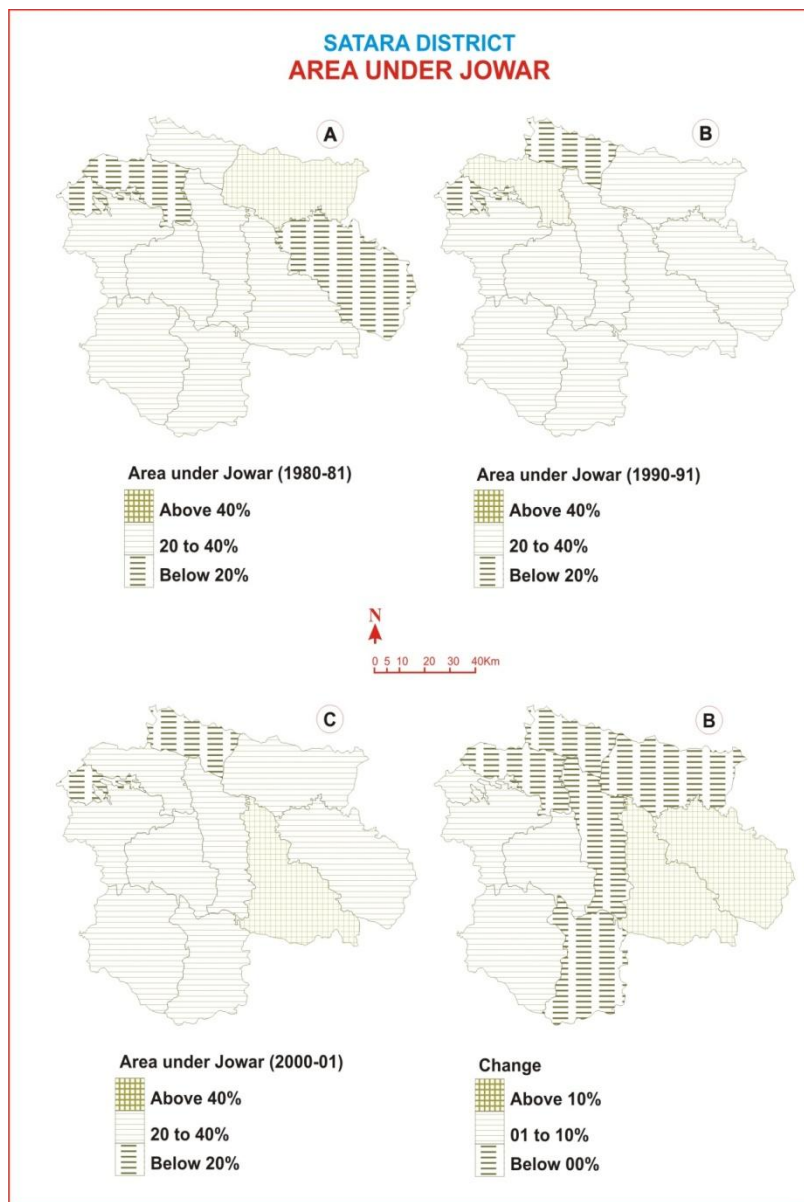 SATARA DISTRICT
AREA UNDER JOWAR
A
B
Area under Jowar (1980-81)
Above 40%
20 to 40%
Below 20%
Area under Jowar (1990-91)
Above 40%
20 to 40%
Below 20%
N
0 5 10 20 30 40Km
C
B
Area under Jowar (2000-01)
Above 40%
20 to 40%
Below 20%
Change
Above 10%
01 to 10%
Below 00%